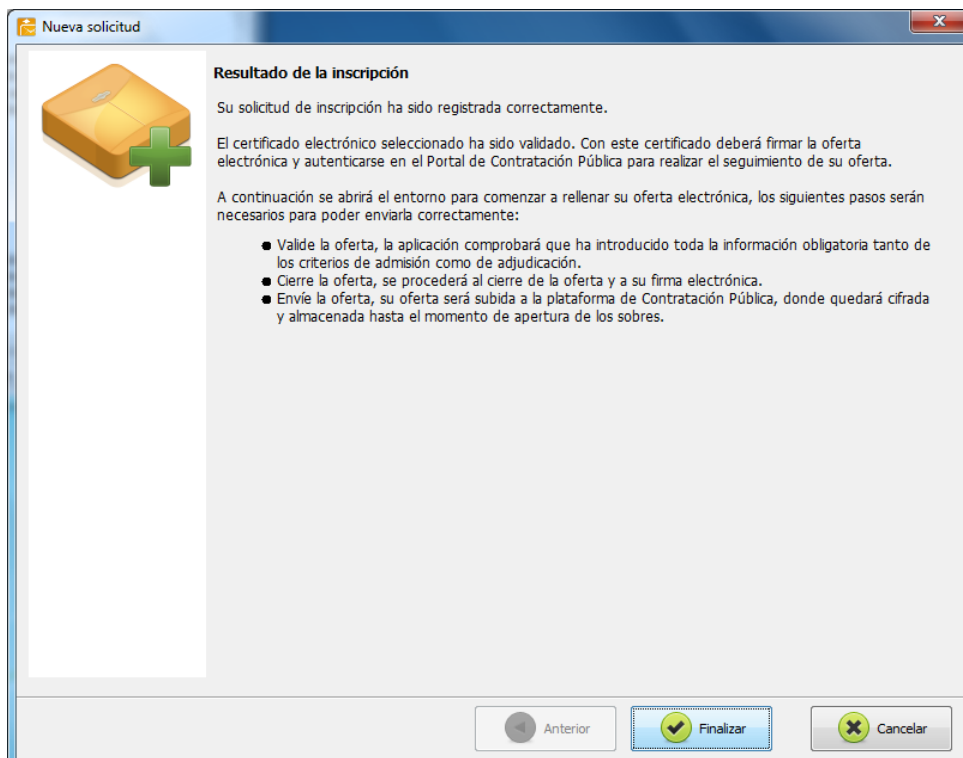 Nueva solicitud
x
Resultado de la inscripción
Su solicitud de inscripción ha sido registrada correctamente.
El certificado electrónico seleccionado ha sido validado. Con este certificado deberá firmar la oferta
electrónica y autenticarse en el Portal de Contratación Pública para realizar el seguimiento de su oferta.
A continuación se abrirá el entorno para comenzar a rellenar su oferta electrónica, los siguientes pasos serán
necesarios para poder enviarla correctamente:
● Valide la oferta, la aplicación comprobará que ha introducido toda la información obligatoria tanto de
los criterios de admisión como de adjudicación.
● Cierre la oferta, se procederá al cierre de la oferta y a su firma electrónica.
● Envíe la oferta, su oferta será subida a la plataforma de Contratación Pública, donde quedará cifrada
y almacenada hasta el momento de apertura de los sobres.
Anterior
Finalizar
Cancelar